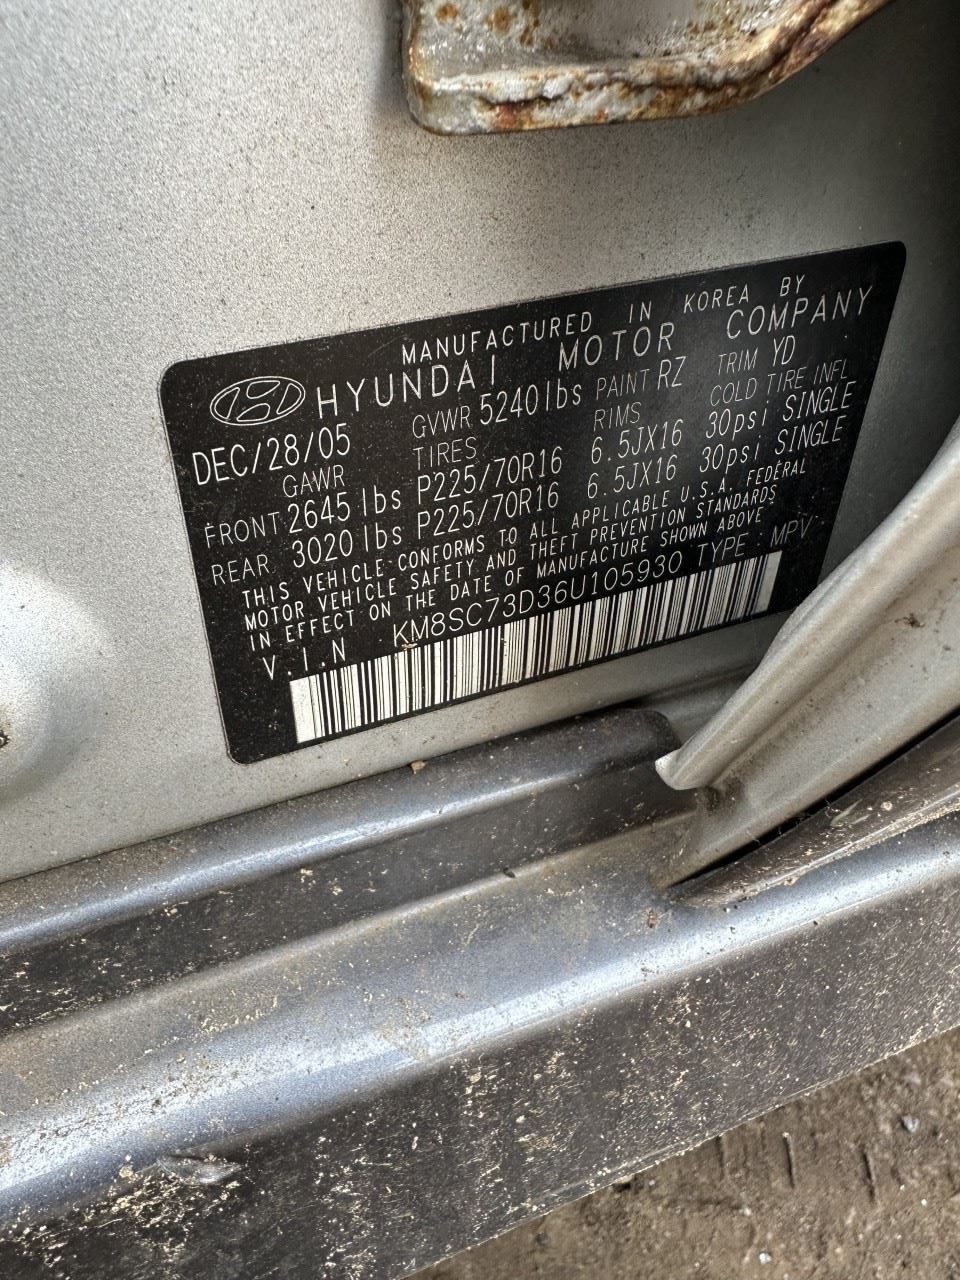 MANUFACTURED IN KOREA BY
HYUNDAI MOTOR COMPANY
DEC/28/05 GVWR 5240lbs PAINT RZ TRIM YD
GAWR TIRES RIMS COLD TIRE INFL
FRONT 2645 lbs P225/70R16 6.5JX16 30psi SINGLE
REAR 3020 lbs P225/70R16 6.5JX16 30psi SINGLE
THIS VEHICLE CONFORMS TO ALL APPLICABLE U.S.A. FEDERAL
MOTOR VEHICLE SAFETY AND THEFT PREVENTION STANDARDS
IN EFFECT ON THE DATE OF MANUFACTURE SHOWN ABOVE
V.I.N KM8SC73D36U105930 TYPE : MPV